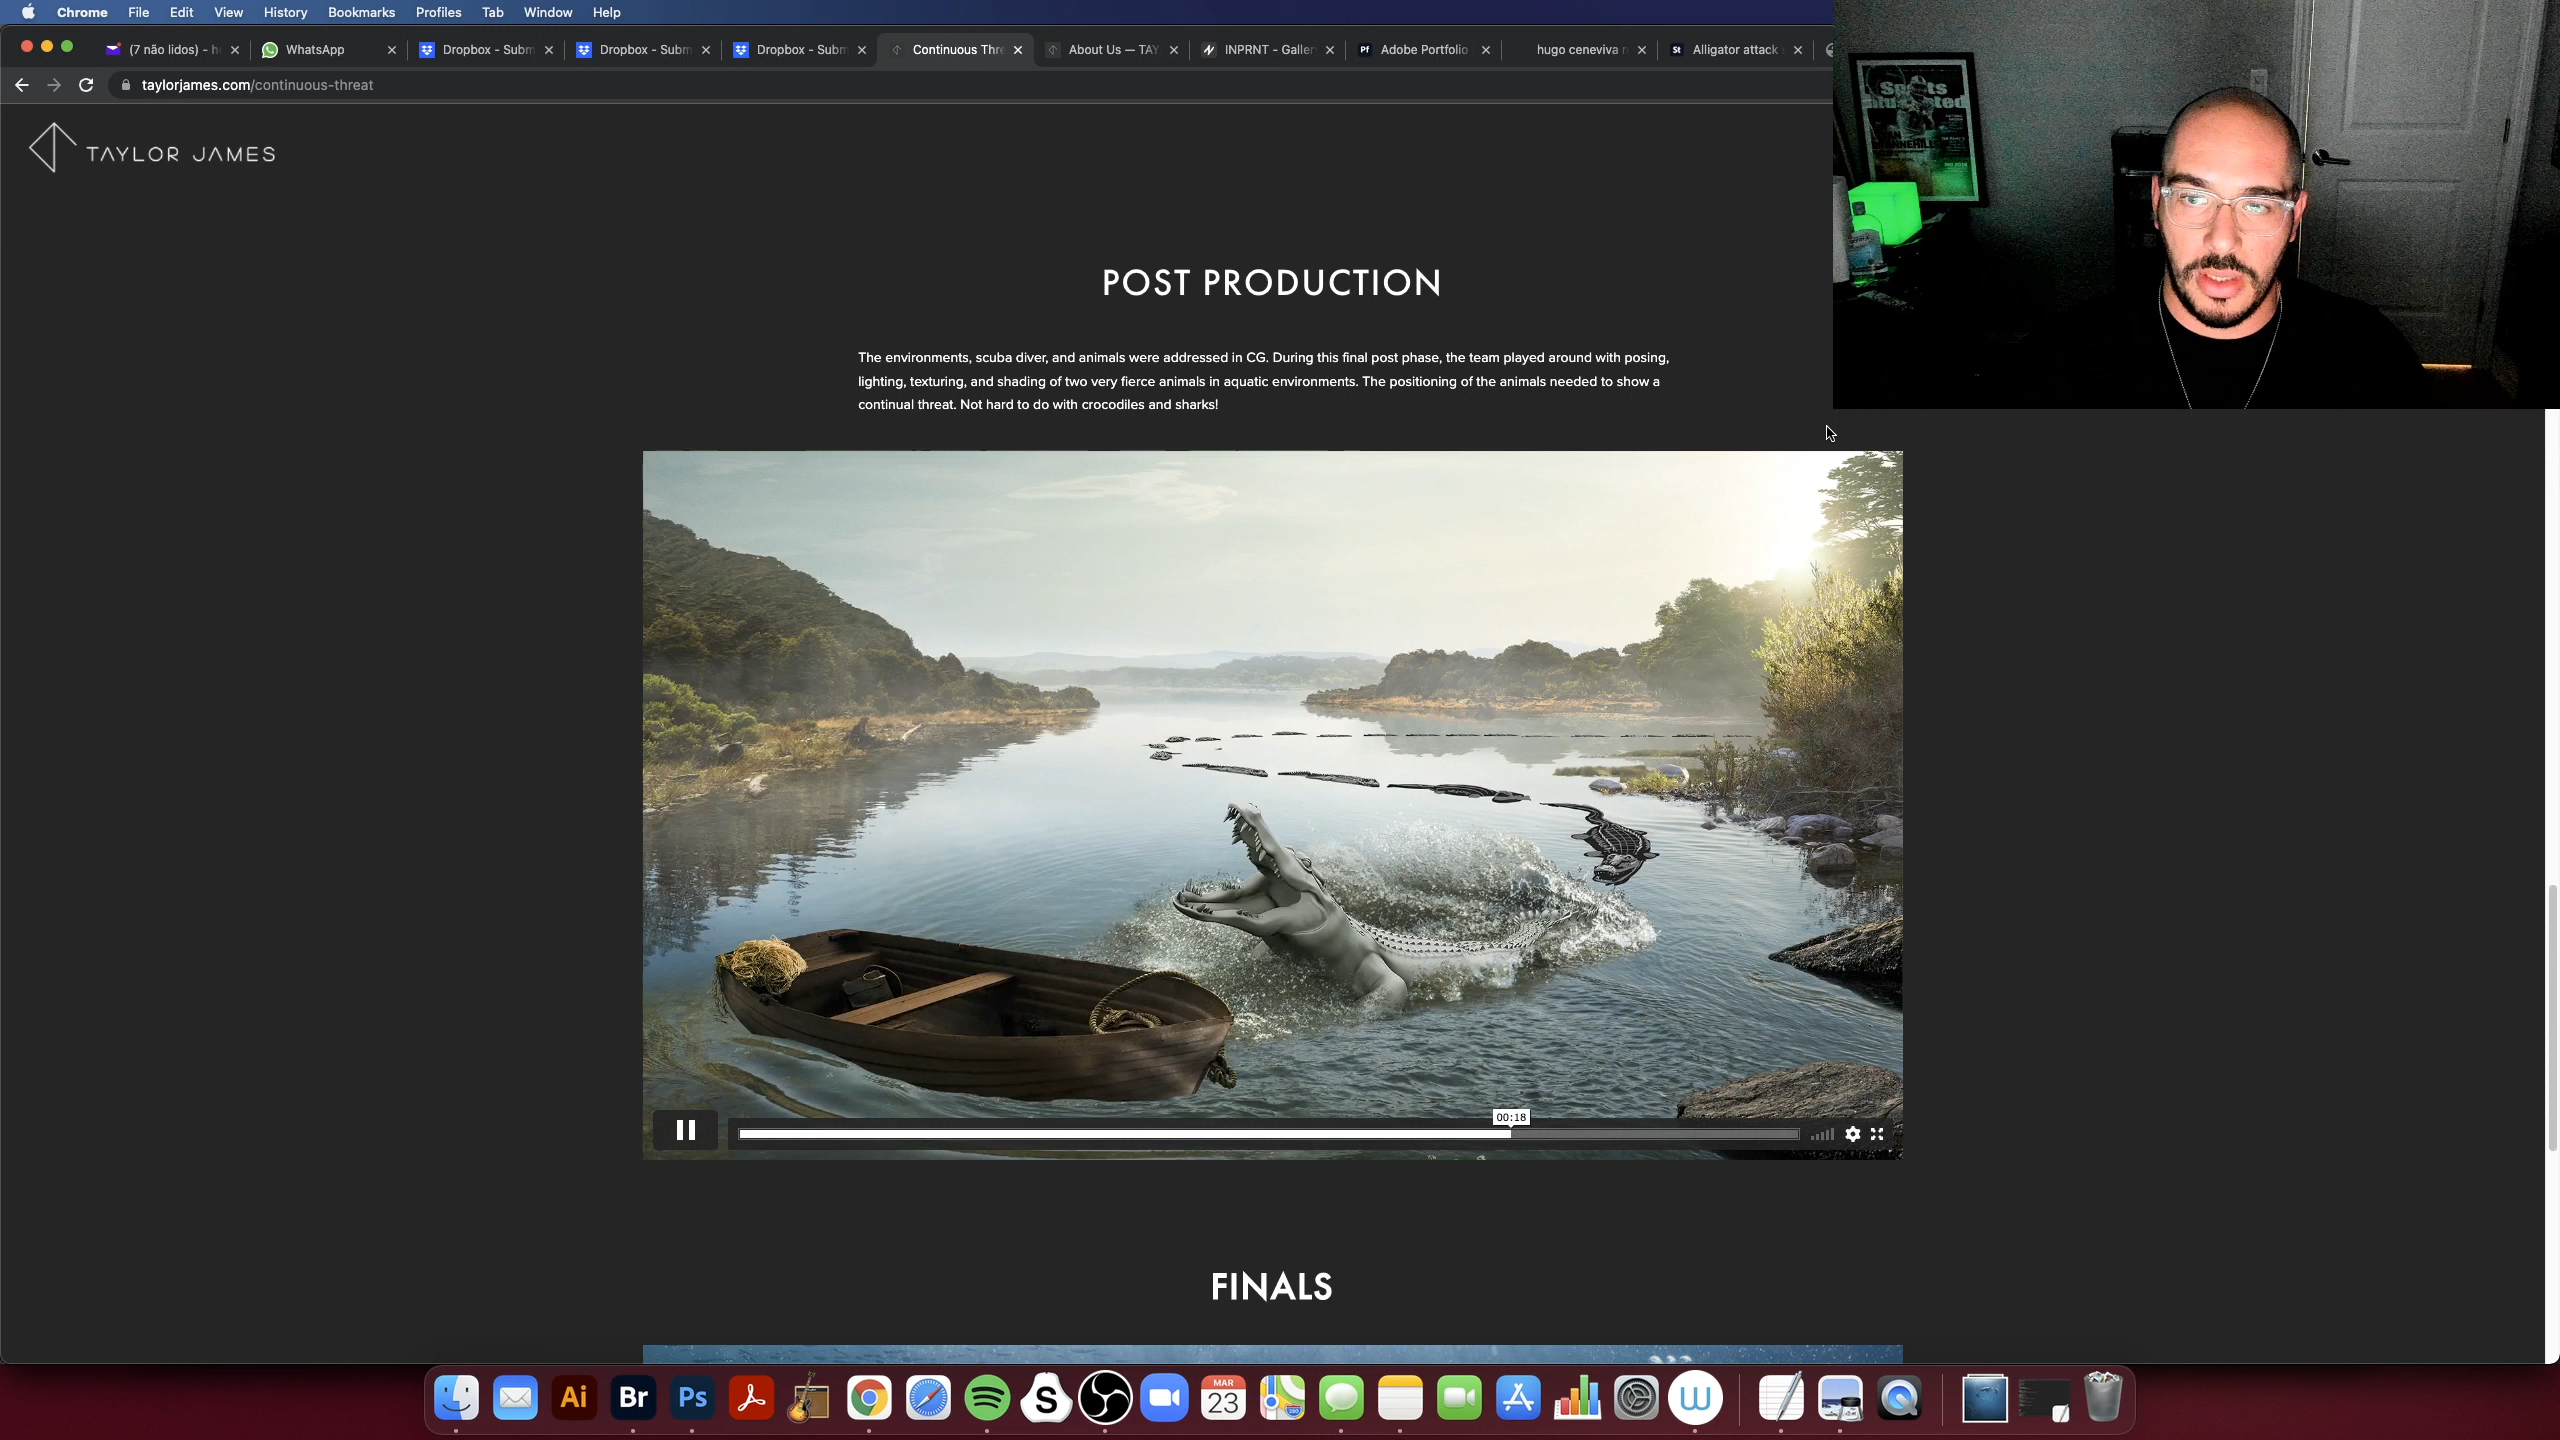 Chrome File Edit View History Bookmarks Profiles Tab Window Help
(7 não lidos) - h WhatsApp Dropbox - Subm Dropbox - Subm Dropbox - Subm Continuous Thre About Us — TAY INPRNT - Galler Adobe Portfolio hugo ceneviva Alligator attack
taylorjames.com/continuous-threat
TAYLOR JAMES
POST PRODUCTION
The environments, scuba diver, and animals were addressed in CG. During this final post phase, the team played around with posing,
lighting, texturing, and shading of two very fierce animals in aquatic environments. The positioning of the animals needed to show a
continual threat. Not hard to do with crocodiles and sharks!
00:18
FINALS
Ai Br Ps S MAR 23 W